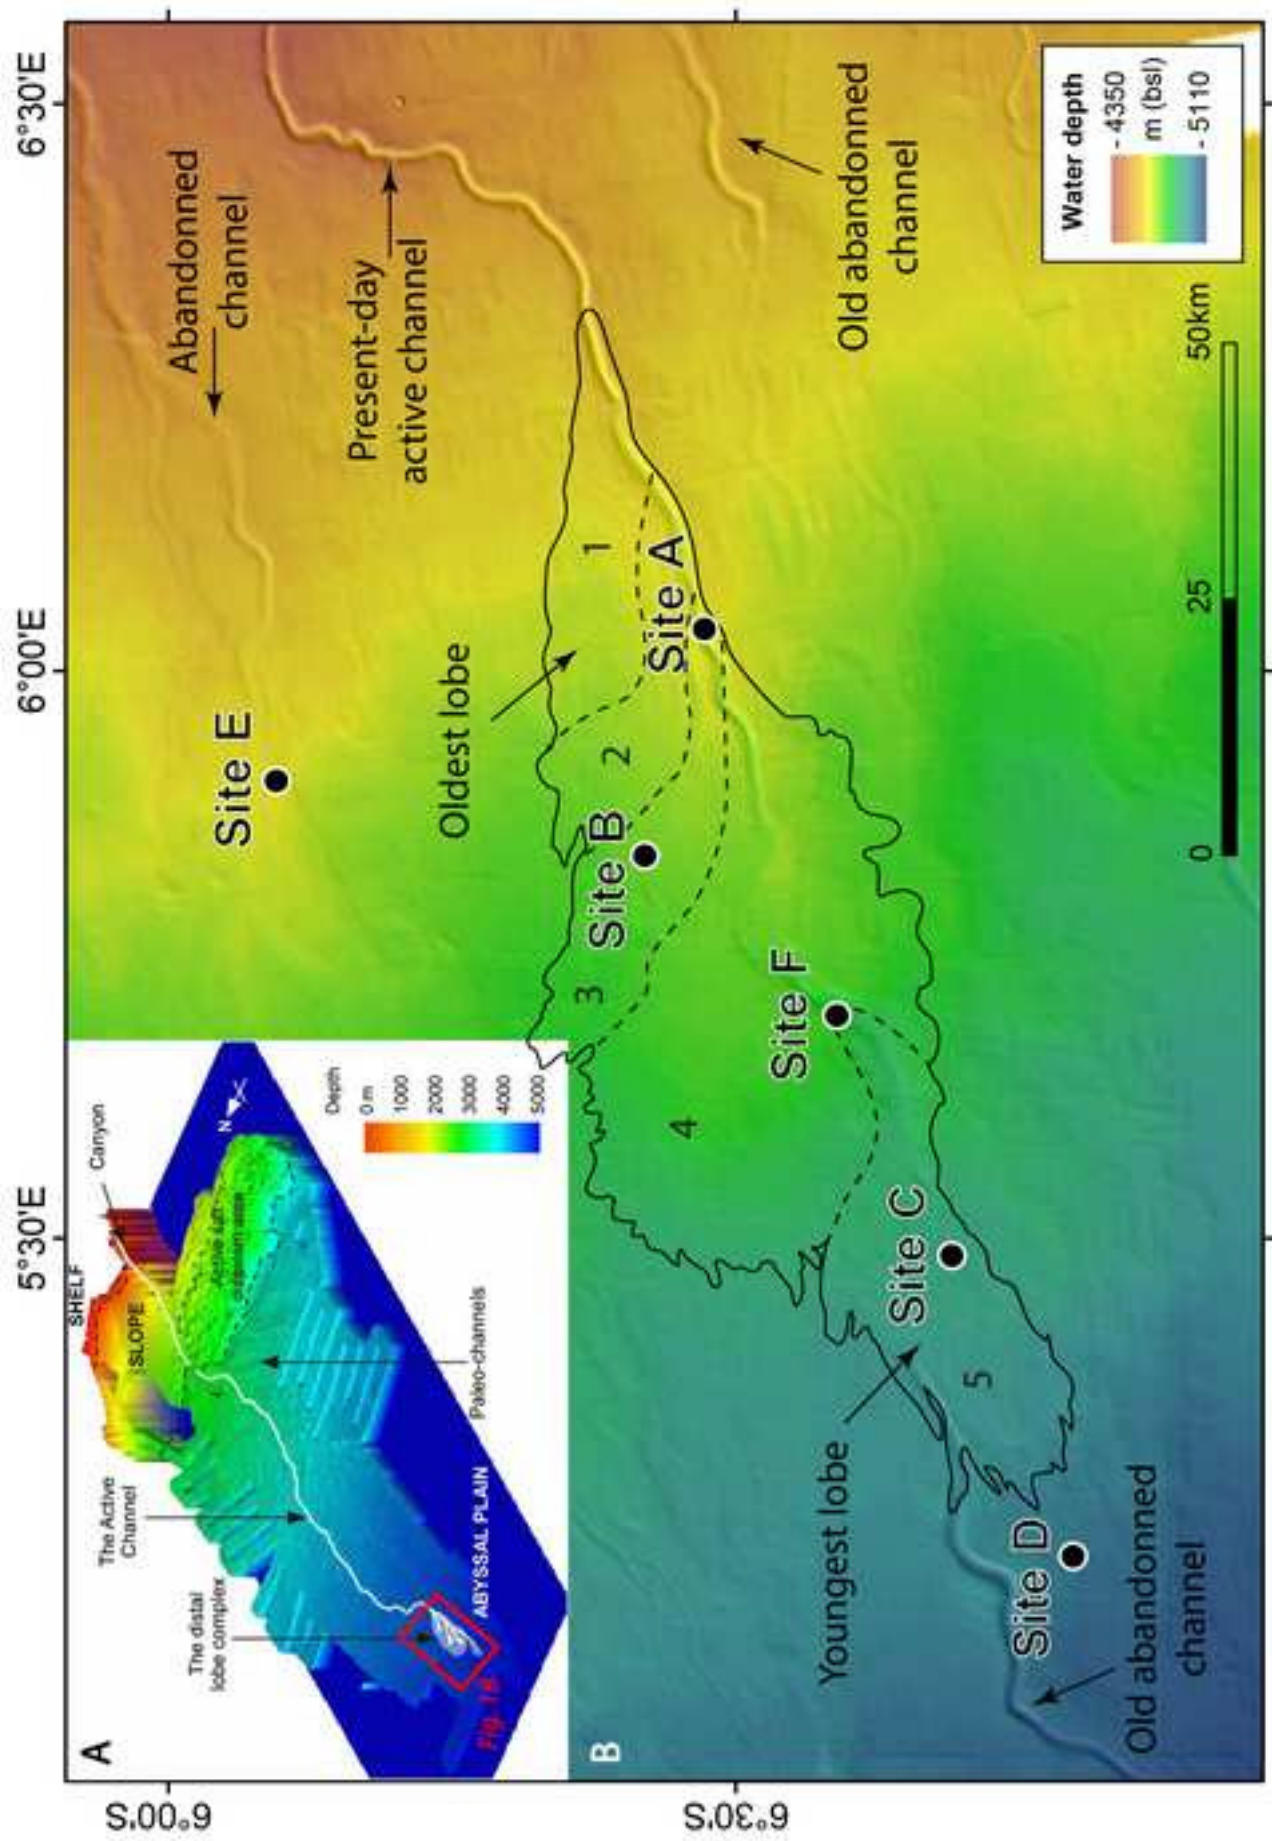 5°30'E
6°00'E
6°30'E
6°00'S
6°30'S
A
SHELF
Canyon
SLOPE
The Active
Channel
The distal
lobe complex
Paleo-channels
ABYSSAL PLAIN
N
Depth
0 m
1000
2000
3000
4000
5000
B
Site E
Abandonned
channel
Present-day
active channel
Oldest lobe
1
2
3
4
5
Site A
Site B
Site F
Site C
Site D
Youngest lobe
Old abandonned
channel
Old abandonned
channel
0
25
50km
Water depth
- 4350
m (bsl)
- 5110